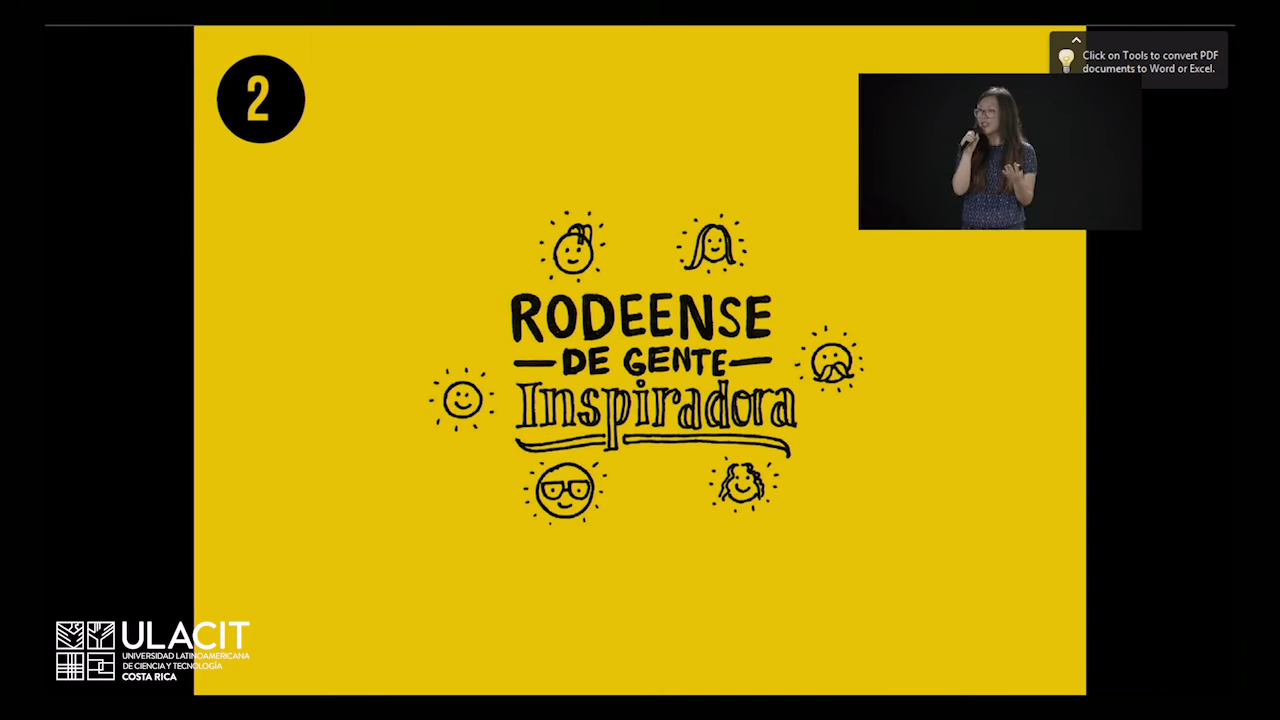 2
Click on Tools to convert PDF
documents to Word or Excel.
RODEENSE
DE GENTE
Inspiradora
ULACIT
UNIVERSIDAD LATINOAMERICANA
DE CIENCIA Y TECNOLOGÍA
COSTA RICA